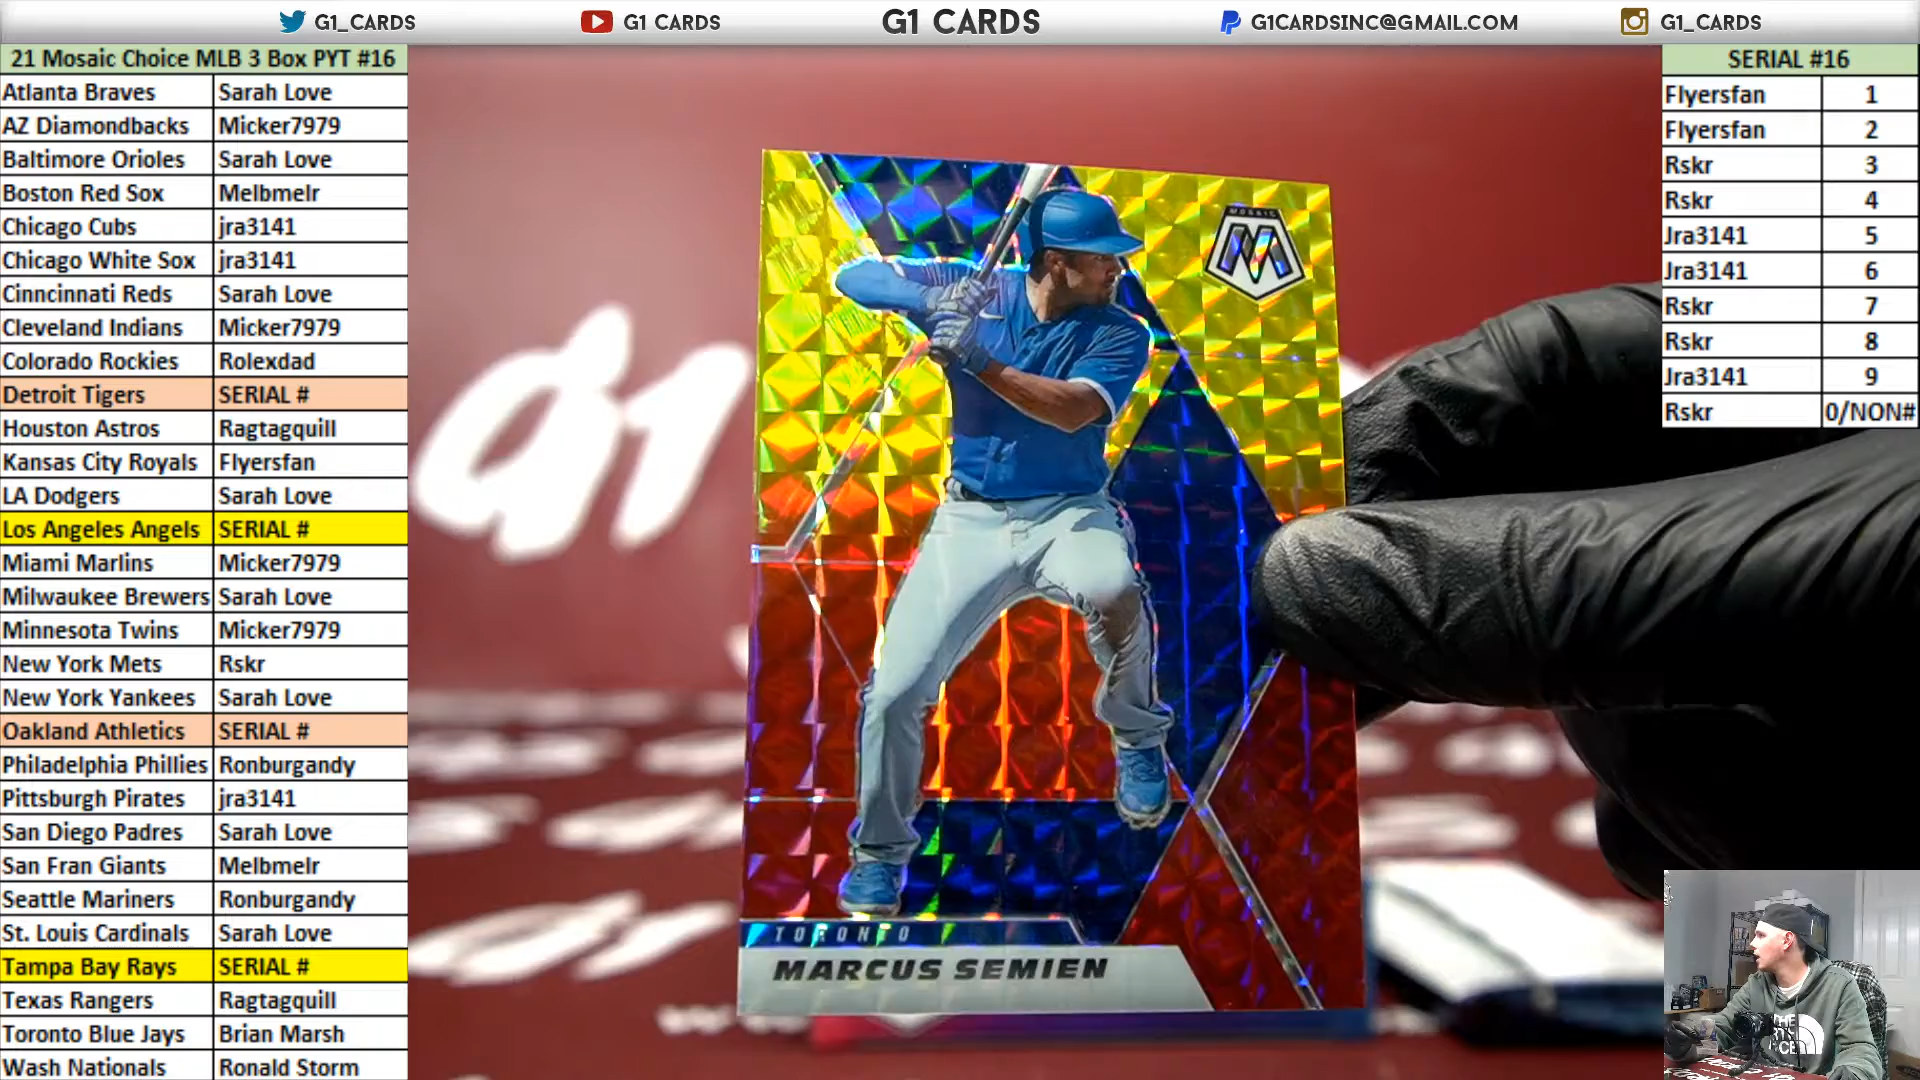 G1_CARDS
G1 CARDS
G1 CARDS
G1CARDSINC@GMAIL.COM
G1_CARDS
21 Mosaic Choice MLB 3 Box PYT #16
Atlanta Braves Sarah Love
AZ Diamondbacks Micker7979
Baltimore Orioles Sarah Love
Boston Red Sox Melbmelr
Chicago Cubs jra3141
Chicago White Sox jra3141
Cinncinnati Reds Sarah Love
Cleveland Indians Micker7979
Colorado Rockies Rolexdad
Detroit Tigers SERIAL #
Houston Astros Ragtagquill
Kansas City Royals Flyersfan
LA Dodgers Sarah Love
Los Angeles Angels SERIAL #
Miami Marlins Micker7979
Milwaukee Brewers Sarah Love
Minnesota Twins Micker7979
New York Mets Rskr
New York Yankees Sarah Love
Oakland Athletics SERIAL #
Philadelphia Phillies Ronburgandy
Pittsburgh Pirates jra3141
San Diego Padres Sarah Love
San Fran Giants Melbmelr
Seattle Mariners Ronburgandy
St. Louis Cardinals Sarah Love
Tampa Bay Rays SERIAL #
Texas Rangers Ragtagquill
Toronto Blue Jays Brian Marsh
Wash Nationals Ronald Storm
MOSAIC
M
TORONTO
MARCUS SEMIEN
SERIAL #16
Flyersfan 1
Flyersfan 2
Rskr 3
Rskr 4
Jra3141 5
Jra3141 6
Rskr 7
Rskr 8
Jra3141 9
Rskr 0/NON#